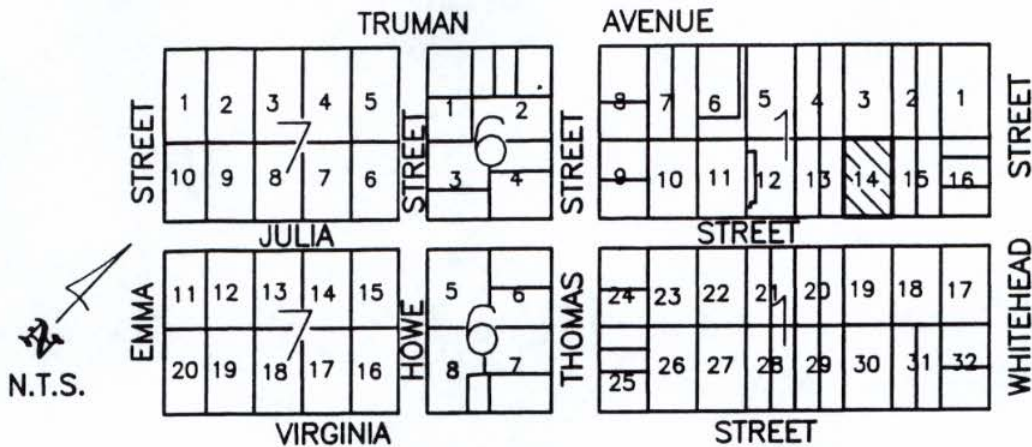 TRUMAN AVENUE
STREET 1 2 3 4 5 STREET 1 2 STREET 8 7 6 5 4 3 2 1 STREET
7 6 1
10 9 8 7 6 3 4 9 10 11 12 13 14 15 16
JULIA STREET
EMMA 11 12 13 14 15 HOWE 5 6 THOMAS 24 23 22 21 20 19 18 17 WHITEHEAD
7 6 1
20 19 18 17 16 8 7 25 26 27 28 29 30 31 32
N
N.T.S.
VIRGINIA STREET